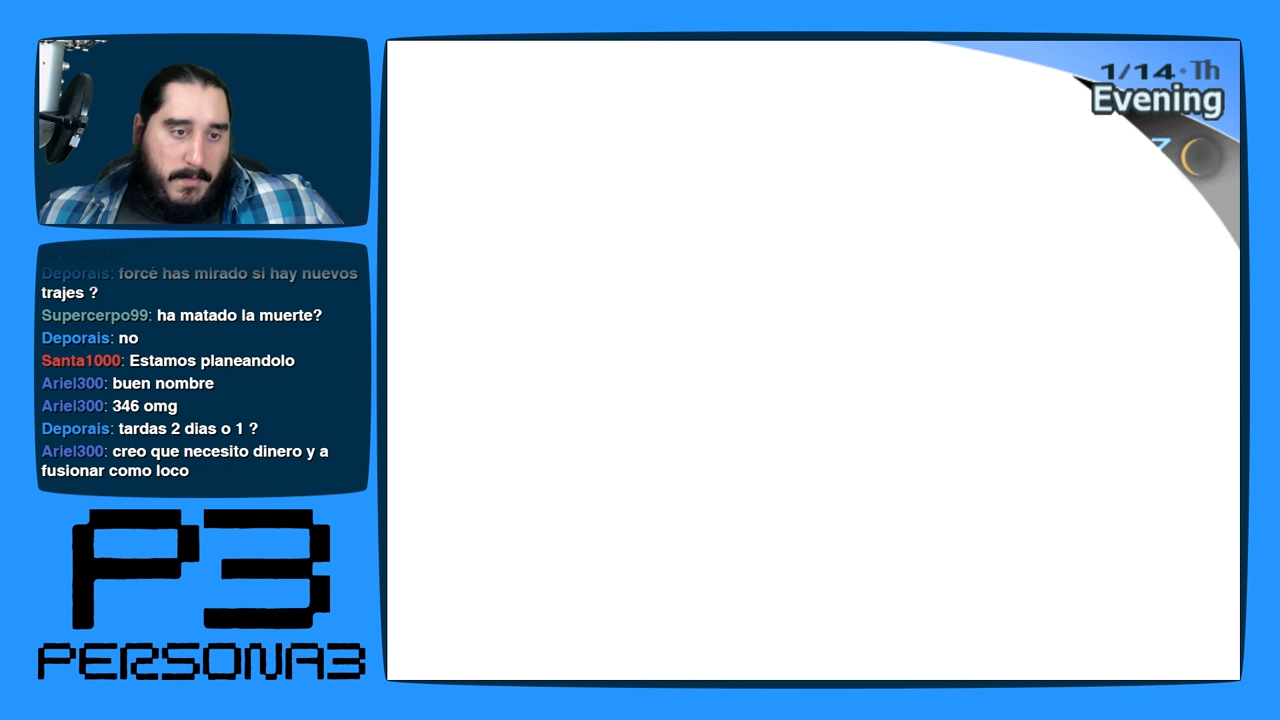 Deporais: forcé has mirado si hay nuevos
trajes ?
Supercerpo99: ha matado la muerte?
Deporais: no
Santa1000: Estamos planeandolo
Ariel300: buen nombre
Ariel300: 346 omg
Deporais: tardas 2 dias o 1 ?
Ariel300: creo que necesito dinero y a
fusionar como loco
P3
PERSONA3
1/14·Th
Evening
7